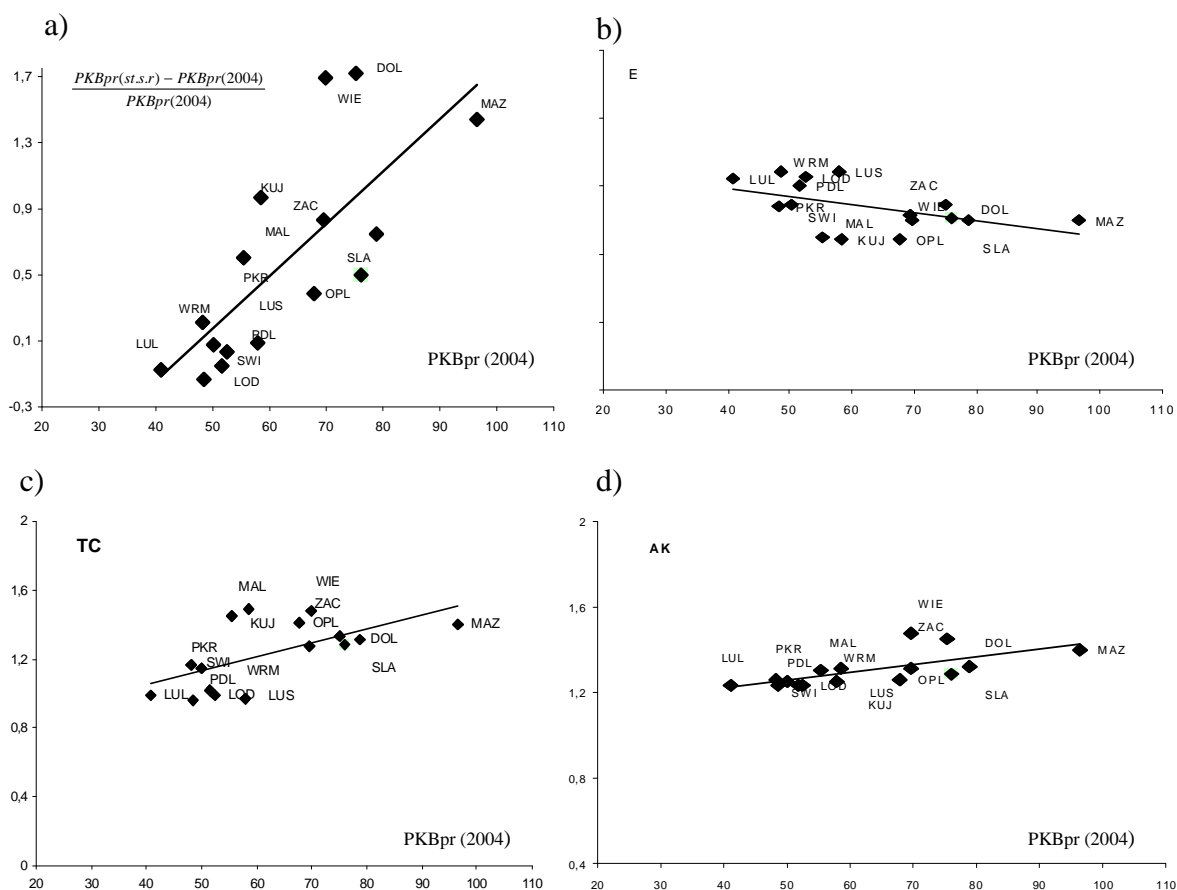 a)
PKBpr(st.s.r) − PKBpr(2004)
PKBpr(2004)
1,7
1,3
0,9
0,5
0,1
-0,3
DOL
WIE
MAZ
KUJ
ZAC
MAL
SLA
PKR
LUS
OPL
WRM
PDL
LUL
SWI
LOD
PKBpr (2004)
20 30 40 50 60 70 80 90 100 110
b)
E
WRM
LUL
LOD
LUS
PDL
ZAC
PKR
WIE
SWI
MAL
DOL
MAZ
KUJ
OPL
SLA
PKBpr (2004)
20 30 40 50 60 70 80 90 100 110
c)
TC
2
1,6
1,2
0,8
0,4
0
WIE
MAL
ZAC
KUJ
OPL
MAZ
PKR
SWI
WRM
DOL
SLA
PDL
LUL
LOD
LUS
PKBpr (2004)
20 30 40 50 60 70 80 90 100 110
d)
AK
2
1,6
1,2
0,8
0,4
WIE
ZAC
MAL
DOL
PKR
LUL
PDL
WRM
MAZ
SWI
LOD
LUS
OPL
SLA
KUJ
PKBpr (2004)
20 30 40 50 60 70 80 90 100 110